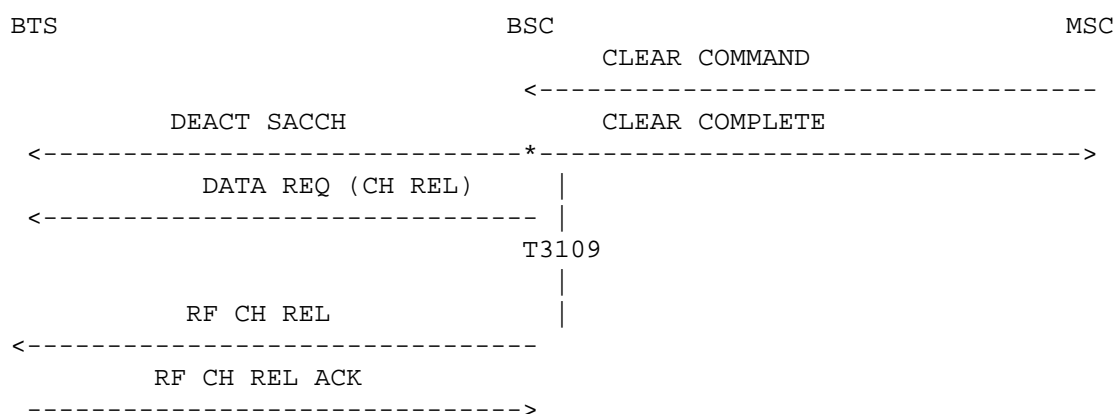 BTS BSC MSC
CLEAR COMMAND
<-----------------------------------
DEACT SACCH CLEAR COMPLETE
<------------------------------*---------------------------------->
DATA REQ (CH REL) |
<------------------------------- |
T3109
|
RF CH REL |
<--------------------------------
RF CH REL ACK
------------------------------->